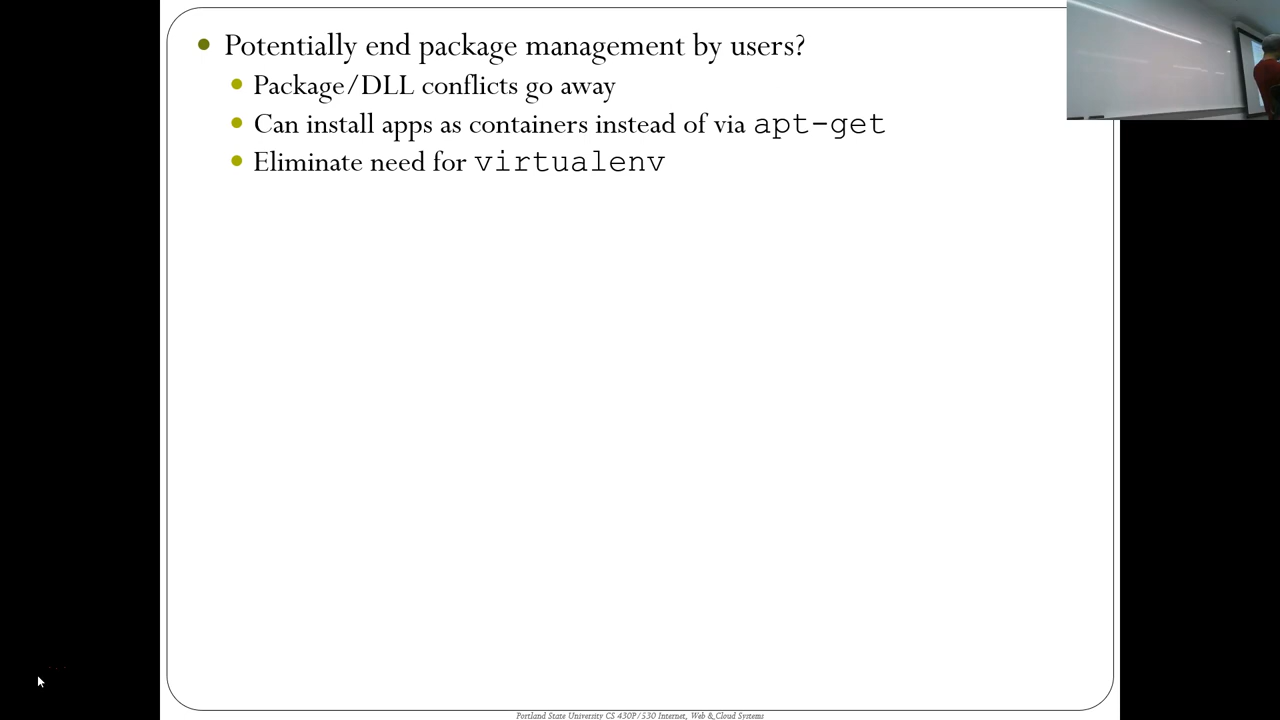 Potentially end package management by users?
Package/DLL conflicts go away
Can install apps as containers instead of via apt-get
Eliminate need for virtualenv
Portland State University CS 430P/530 Internet, Web & Cloud Systems